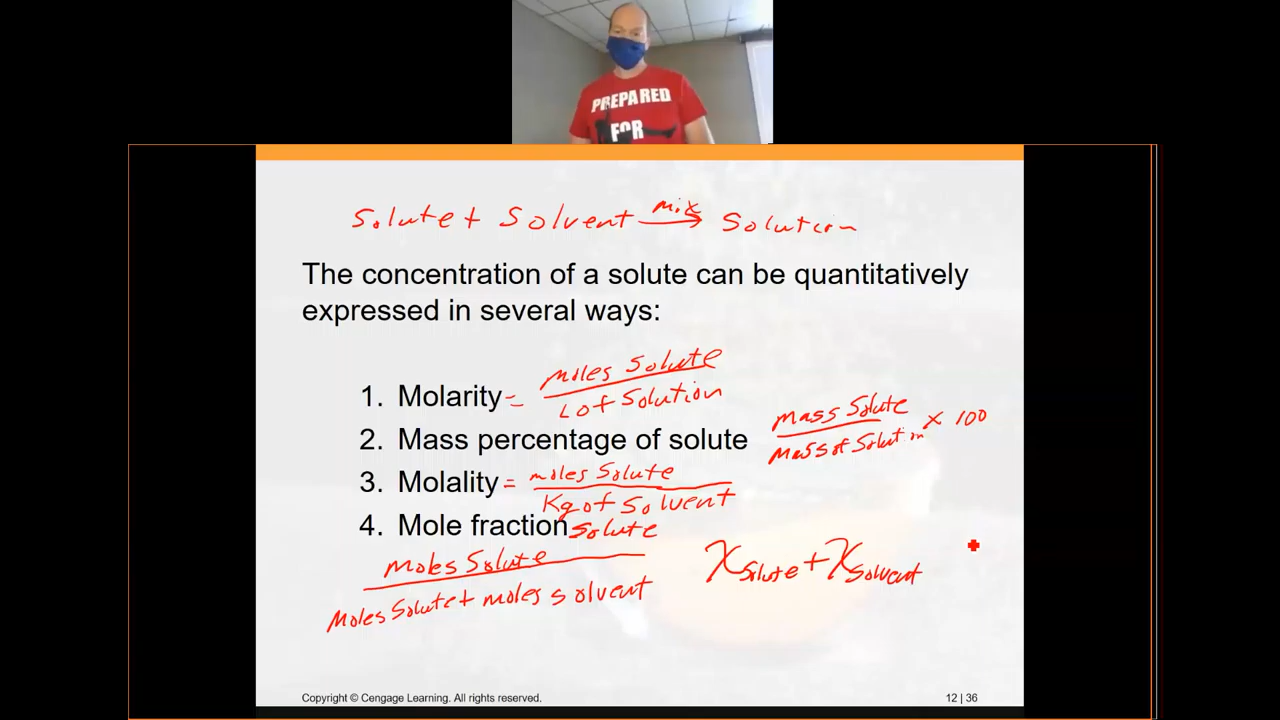 PREPARED
FOR
Solute + Solvent mix → Solution
The concentration of a solute can be quantitatively
expressed in several ways:
1. Molarity = moles Solute / L of Solution
2. Mass percentage of solute mass Solute / Mass of Solution × 100
3. Molality = moles Solute / Kg of Solvent
4. Mole fraction Solute
moles Solute
Moles Solute + moles solvent
χSolute + χSolvent
Copyright © Cengage Learning. All rights reserved.
12 | 36